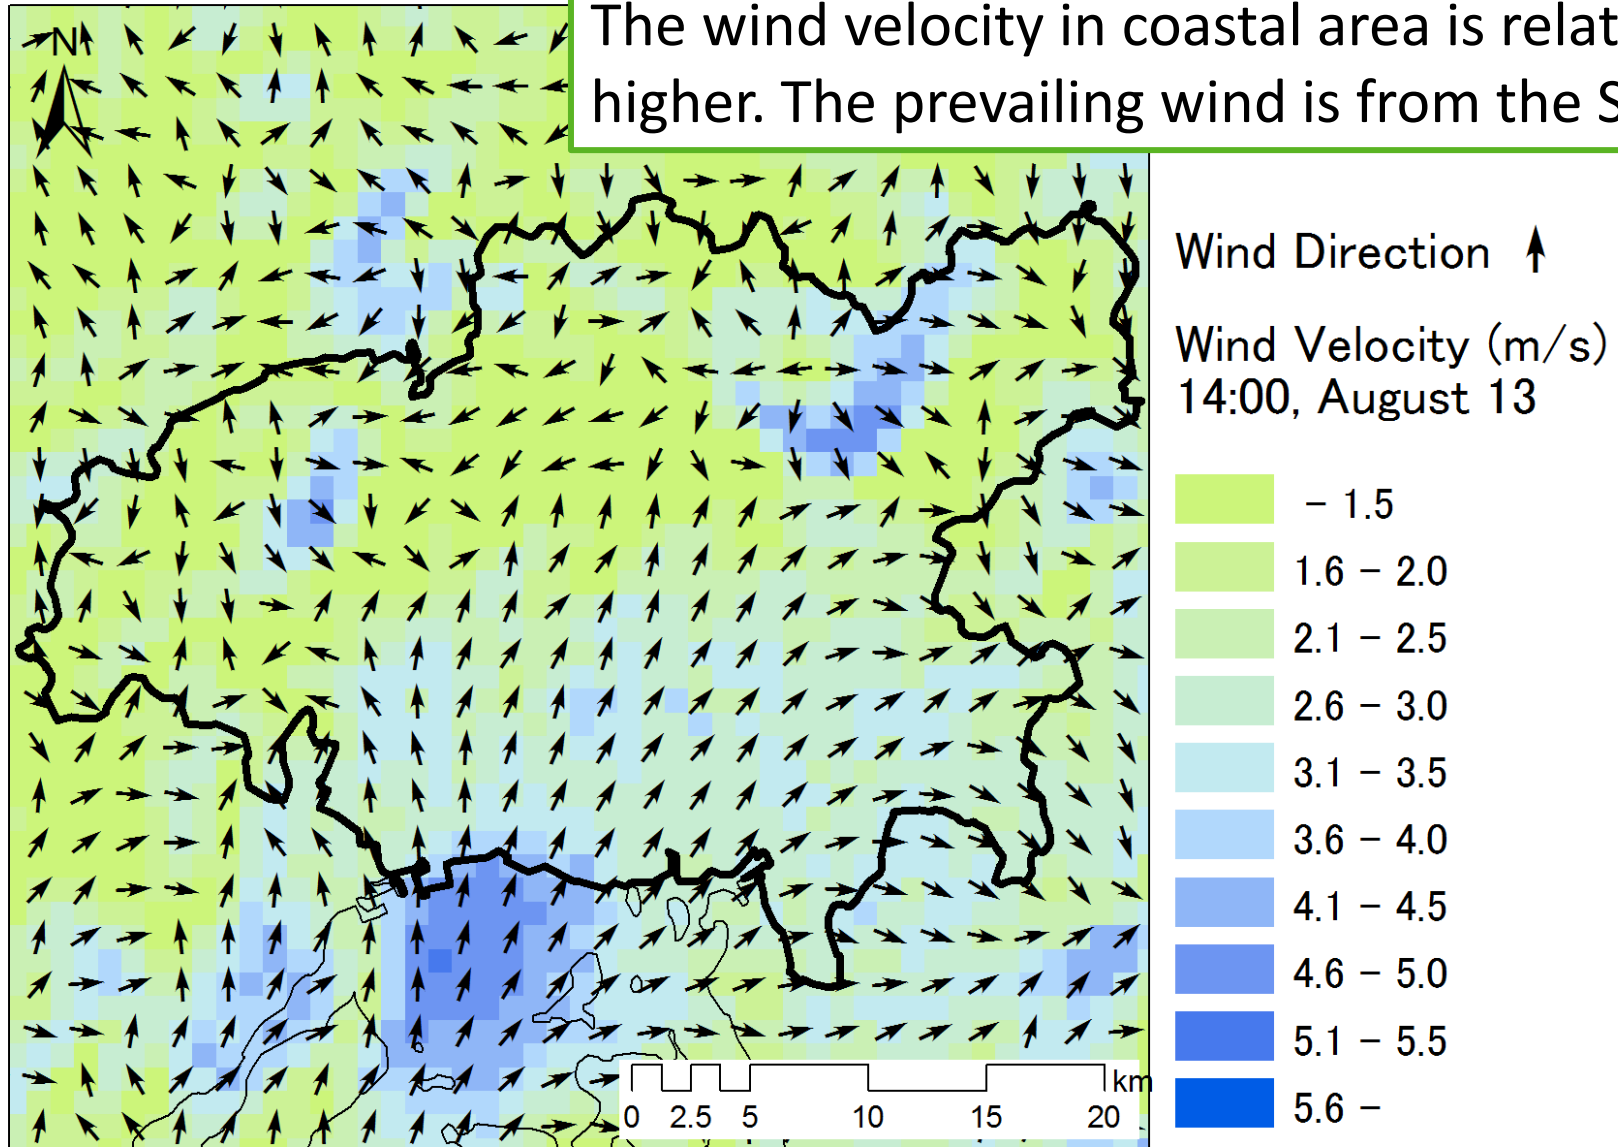 The wind velocity in coastal area is
higher. The prevailing wind is from the
N
Wind Direction
Wind Velocity (m/s)
14:00, August 13
– 1.5
1.6 – 2.0
2.1 – 2.5
2.6 – 3.0
3.1 – 3.5
3.6 – 4.0
4.1 – 4.5
4.6 – 5.0
5.1 – 5.5
5.6 –
km
0 2.5 5 10 15 20